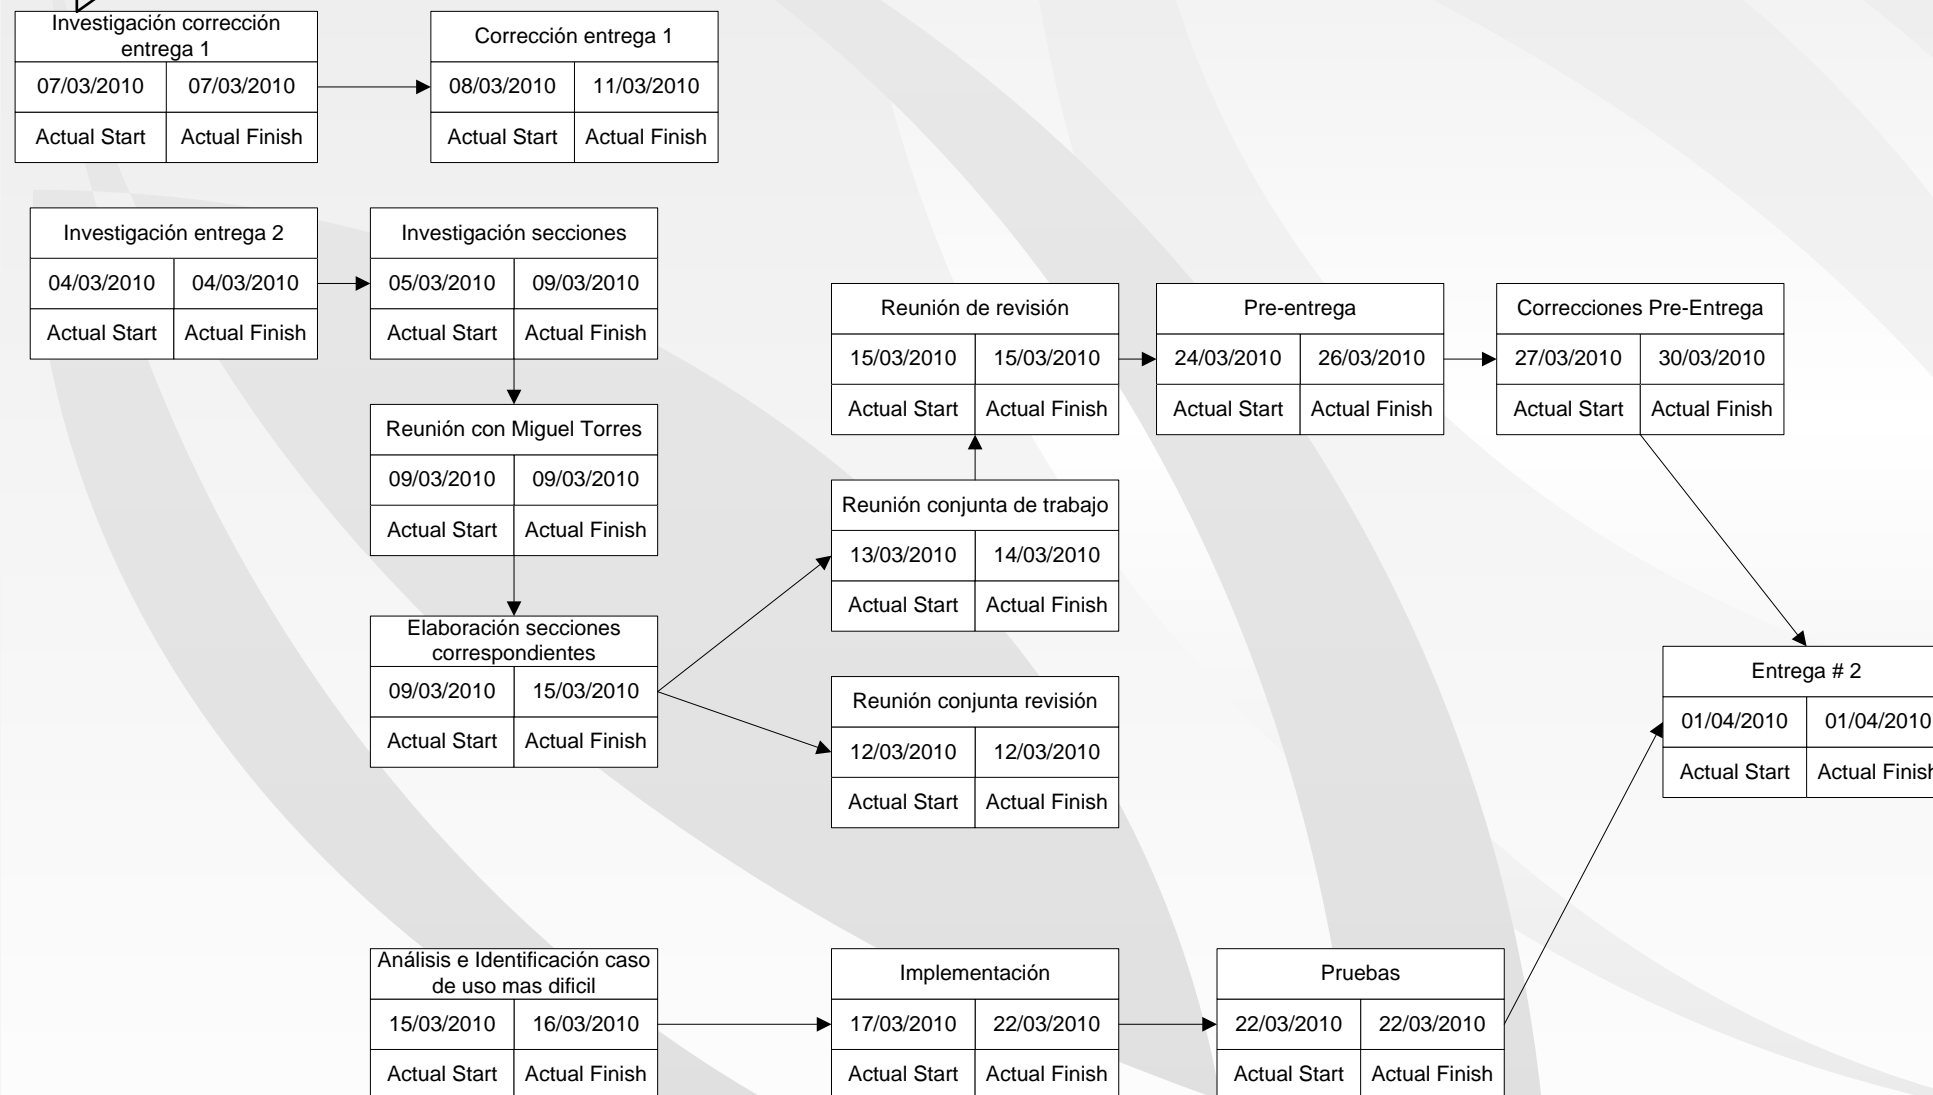 Investigación corrección
entrega 1
07/03/2010 07/03/2010
Actual Start Actual Finish
Corrección entrega 1
08/03/2010 11/03/2010
Actual Start Actual Finish
Investigación entrega 2
04/03/2010 04/03/2010
Actual Start Actual Finish
Investigación secciones
05/03/2010 09/03/2010
Actual Start Actual Finish
Reunión con Miguel Torres
09/03/2010 09/03/2010
Actual Start Actual Finish
Elaboración secciones
correspondientes
09/03/2010 15/03/2010
Actual Start Actual Finish
Reunión de revisión
15/03/2010 15/03/2010
Actual Start Actual Finish
Reunión conjunta de trabajo
13/03/2010 14/03/2010
Actual Start Actual Finish
Reunión conjunta revisión
12/03/2010 12/03/2010
Actual Start Actual Finish
Pre-entrega
24/03/2010 26/03/2010
Actual Start Actual Finish
Correcciones Pre-Entrega
27/03/2010 30/03/2010
Actual Start Actual Finish
Entrega # 2
01/04/2010 01/04/2010
Actual Start Actual Finish
Análisis e Identificación caso
de uso mas dificil
15/03/2010 16/03/2010
Actual Start Actual Finish
Implementación
17/03/2010 22/03/2010
Actual Start Actual Finish
Pruebas
22/03/2010 22/03/2010
Actual Start Actual Finish